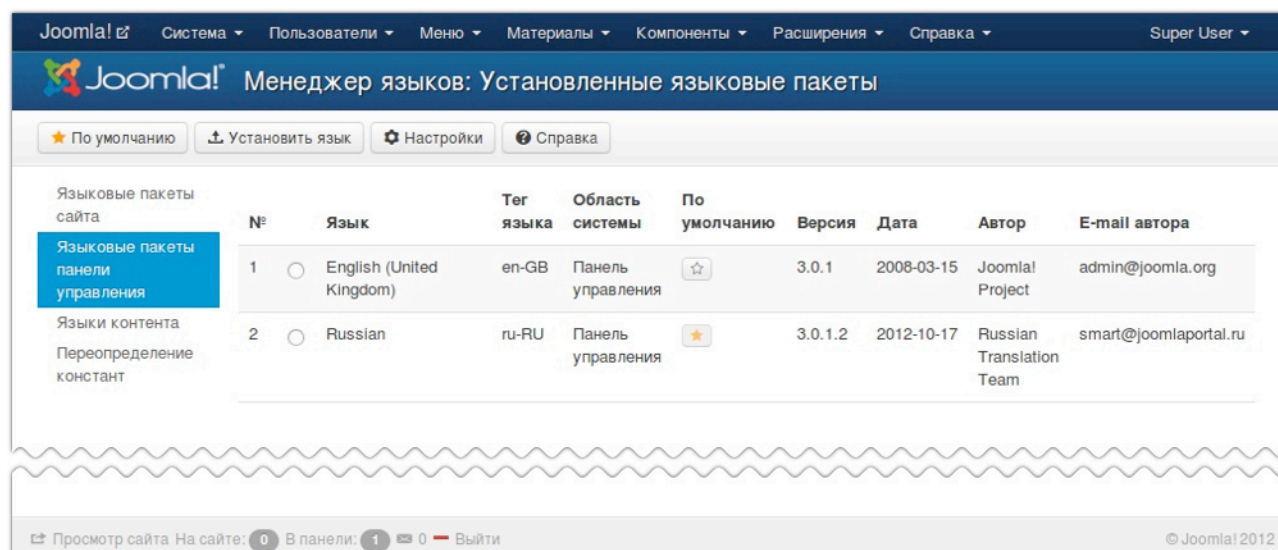 Joomla! Система Пользователи Меню Материалы Компоненты Расширения Справка Super User
Joomla! Менеджер языков: Установленные языковые пакеты
По умолчанию Установить язык Настройки Справка
Языковые пакеты
сайта
Языковые пакеты
панели
управления
Языки контента
Переопределение
констант
№ Язык Тег языка Область системы По умолчанию Версия Дата Автор E-mail автора
1 English (United Kingdom) en-GB Панель управления 3.0.1 2008-03-15 Joomla! Project admin@joomla.org
2 Russian ru-RU Панель управления 3.0.1.2 2012-10-17 Russian Translation Team smart@joomlaportal.ru
Просмотр сайта На сайте: 0 В панели: 1 0 Выйти © Joomla! 2012